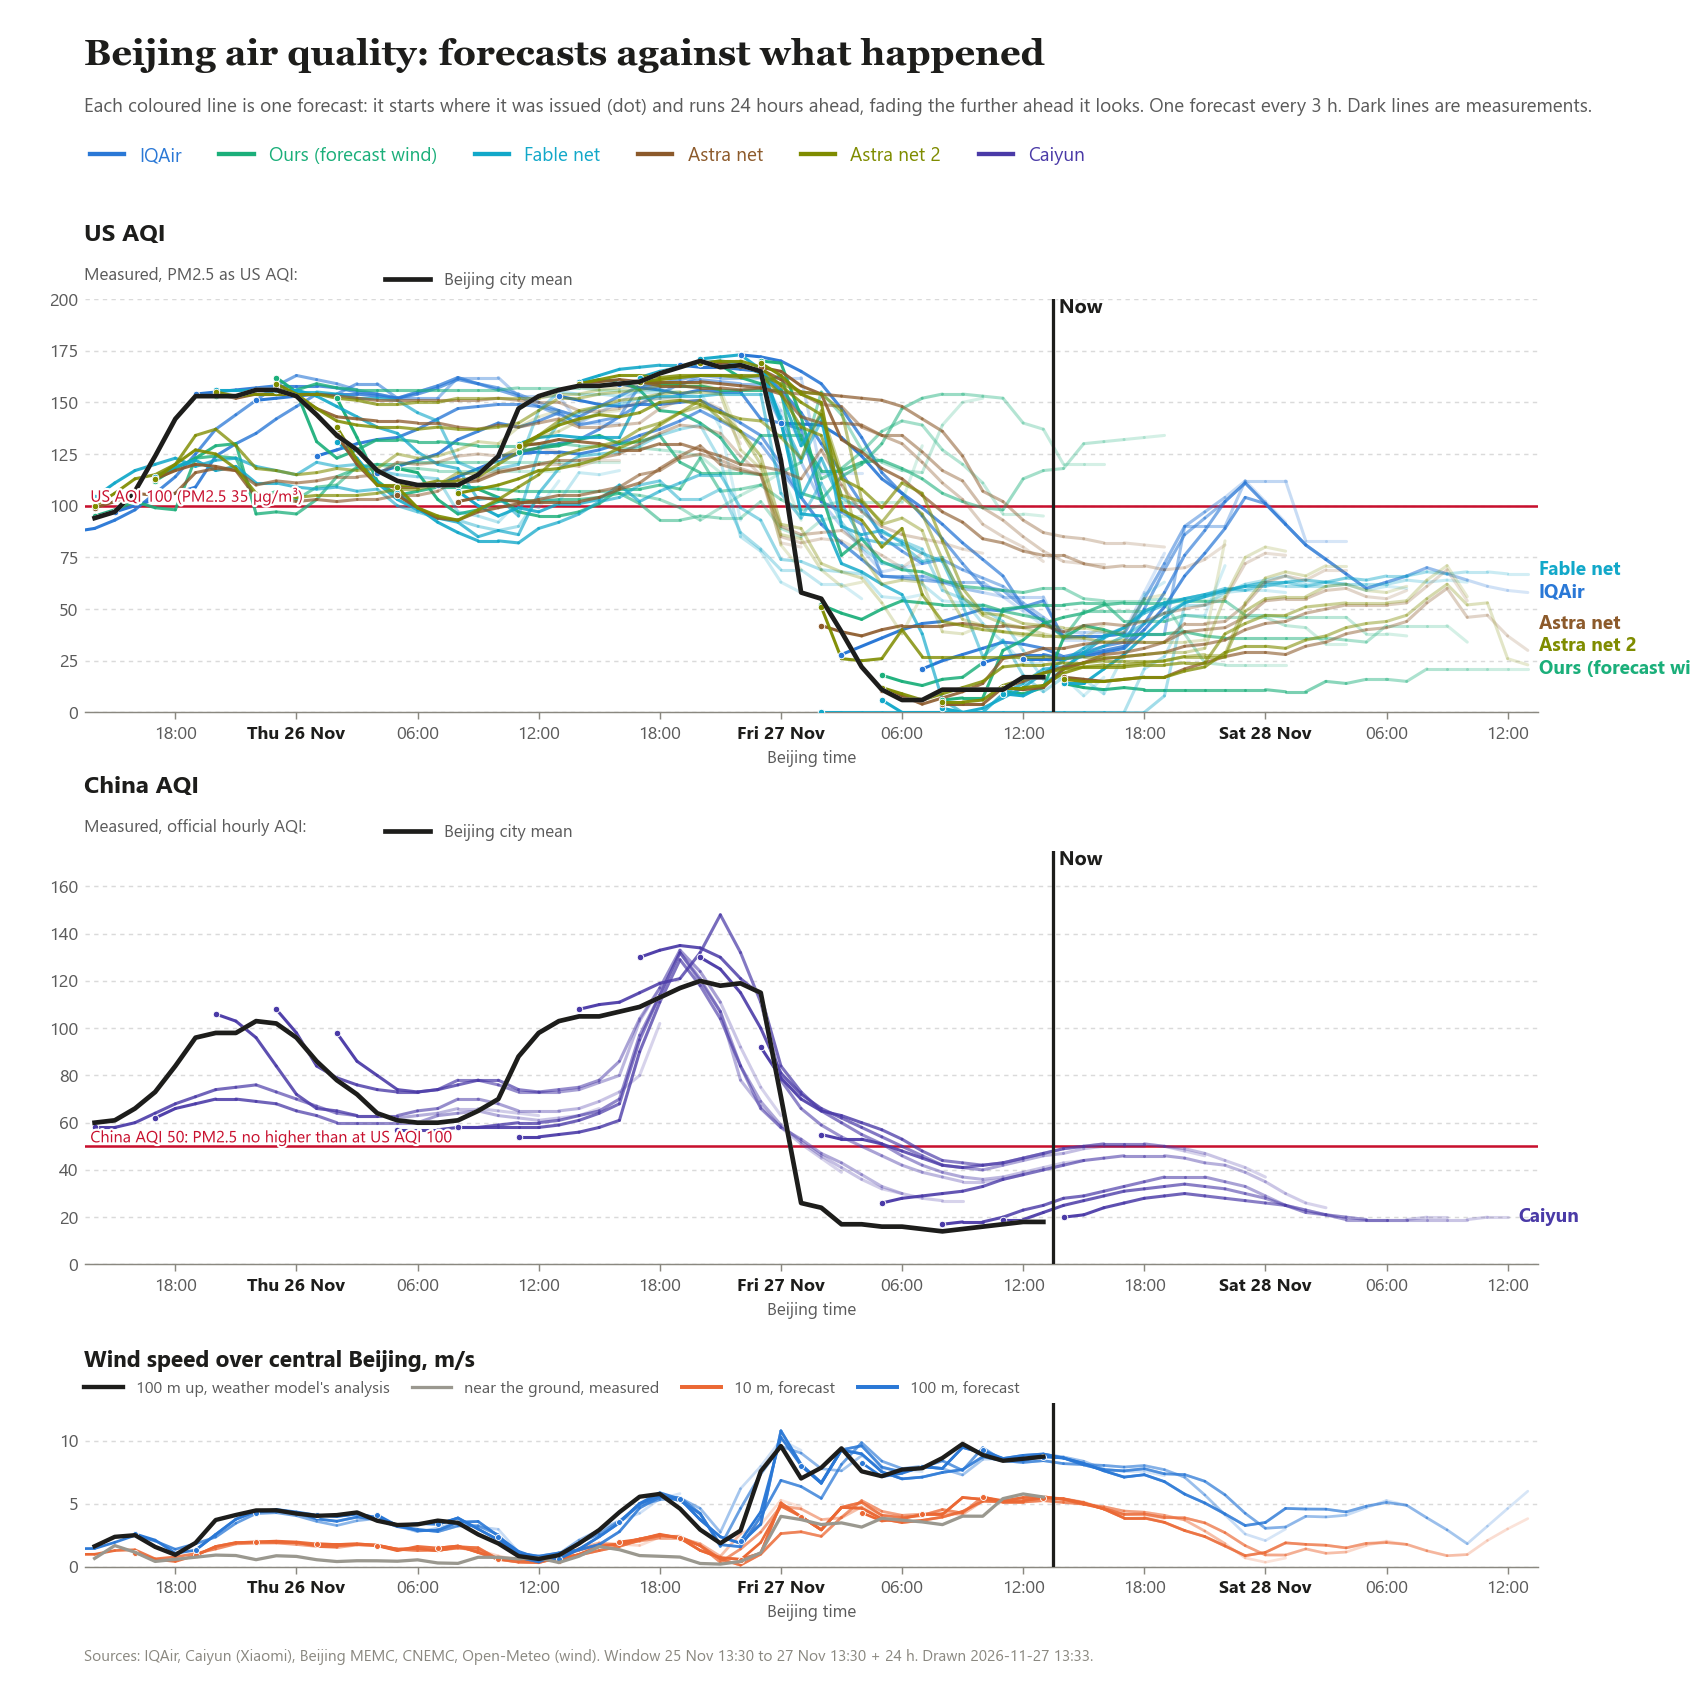 Beijing air quality: forecasts against what happened
Each coloured line is one forecast: it starts where it was issued (dot) and runs 24 hours ahead, fading the further ahead it looks. One forecast every 3 h. Dark lines are measurements.
IQAir Ours (forecast wind) Fable net Astra net Astra net 2 Caiyun
US AQI
Measured, PM2.5 as US AQI: Beijing city mean
200
Now
175
150
125
US AQI 100 (PM2.5 35 µg/m³)
100
75
Fable net
IQAir
50
Astra net
Astra net 2
25
Ours (forecast wi
0
18:00 Thu 26 Nov 06:00 12:00 18:00 Fri 27 Nov 06:00 12:00 18:00 Sat 28 Nov 06:00 12:00
Beijing time
China AQI
Measured, official hourly AQI: Beijing city mean
Now
160
140
120
100
80
60
China AQI 50: PM2.5 no higher than at US AQI 100
40
20
Caiyun
0
18:00 Thu 26 Nov 06:00 12:00 18:00 Fri 27 Nov 06:00 12:00 18:00 Sat 28 Nov 06:00 12:00
Beijing time
Wind speed over central Beijing, m/s
100 m up, weather model's analysis near the ground, measured 10 m, forecast 100 m, forecast
10
5
0
18:00 Thu 26 Nov 06:00 12:00 18:00 Fri 27 Nov 06:00 12:00 18:00 Sat 28 Nov 06:00 12:00
Beijing time
Sources: IQAir, Caiyun (Xiaomi), Beijing MEMC, CNEMC, Open-Meteo (wind). Window 25 Nov 13:30 to 27 Nov 13:30 + 24 h. Drawn 2026-11-27 13:33.